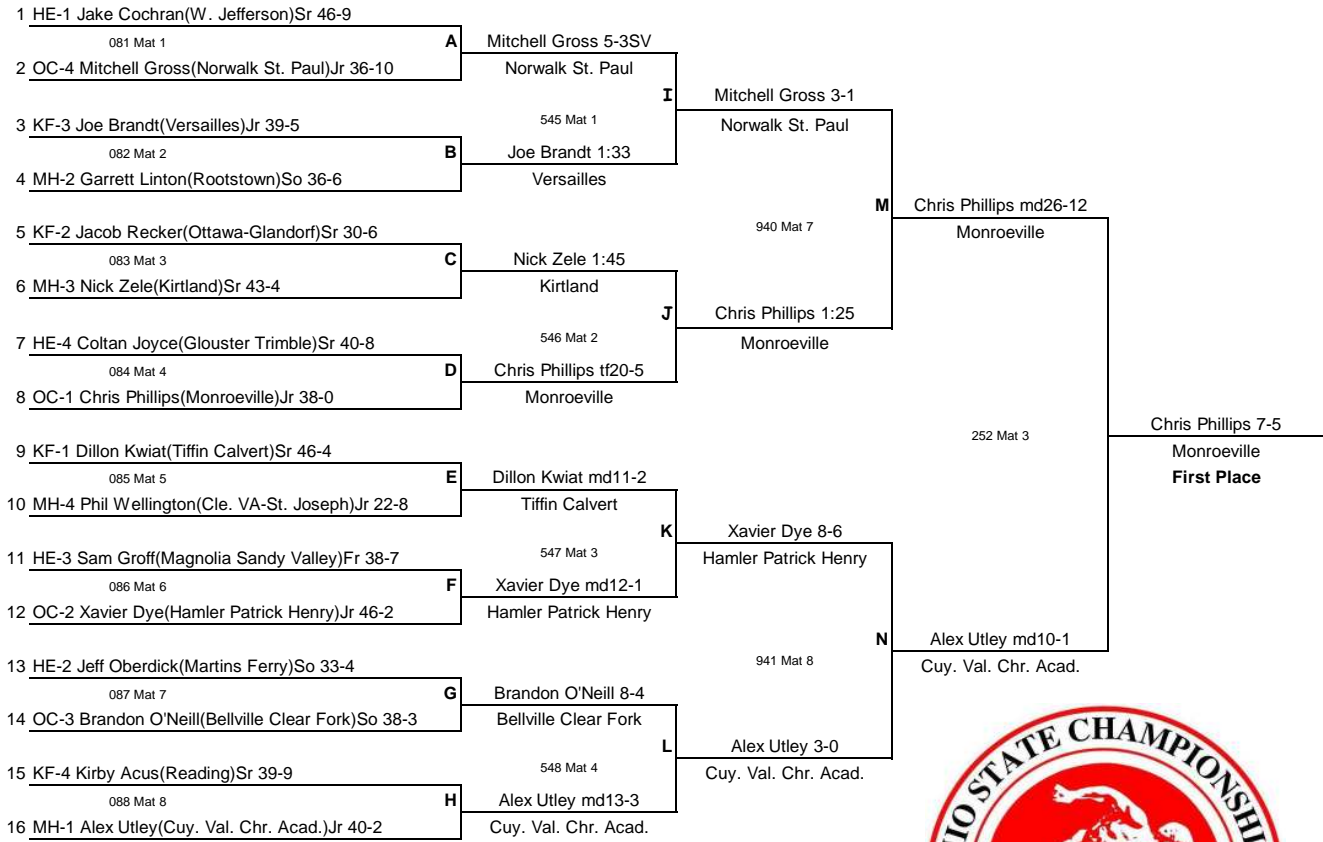 1 HE-1 Jake Cochran(W. Jefferson)Sr 46-9
081 Mat 1
A
2 OC-4 Mitchell Gross(Norwalk St. Paul)Jr 36-10
3 KF-3 Joe Brandt(Versailles)Jr 39-5
082 Mat 2
B
4 MH-2 Garrett Linton(Rootstown)So 36-6
5 KF-2 Jacob Recker(Ottawa-Glandorf)Sr 30-6
083 Mat 3
C
6 MH-3 Nick Zele(Kirtland)Sr 43-4
7 HE-4 Coltan Joyce(Glouster Trimble)Sr 40-8
084 Mat 4
D
8 OC-1 Chris Phillips(Monroeville)Jr 38-0
9 KF-1 Dillon Kwiat(Tiffin Calvert)Sr 46-4
085 Mat 5
E
10 MH-4 Phil Wellington(Cle. VA-St. Joseph)Jr 22-8
11 HE-3 Sam Groff(Magnolia Sandy Valley)Fr 38-7
086 Mat 6
F
12 OC-2 Xavier Dye(Hamler Patrick Henry)Jr 46-2
13 HE-2 Jeff Oberdick(Martins Ferry)So 33-4
087 Mat 7
G
14 OC-3 Brandon O'Neill(Bellville Clear Fork)So 38-3
15 KF-4 Kirby Acus(Reading)Sr 39-9
088 Mat 8
H
16 MH-1 Alex Utley(Cuy. Val. Chr. Acad.)Jr 40-2
Mitchell Gross 5-3SV
Norwalk St. Paul
I
545 Mat 1
Joe Brandt 1:33
Versailles
Nick Zele 1:45
Kirtland
J
546 Mat 2
Chris Phillips tf20-5
Monroeville
Dillon Kwiat md11-2
Tiffin Calvert
K
547 Mat 3
Xavier Dye md12-1
Hamler Patrick Henry
Brandon O'Neill 8-4
Bellville Clear Fork
L
548 Mat 4
Alex Utley md13-3
Cuy. Val. Chr. Acad.
Mitchell Gross 3-1
Norwalk St. Paul
M
940 Mat 7
Chris Phillips 1:25
Monroeville
Xavier Dye 8-6
Hamler Patrick Henry
N
941 Mat 8
Alex Utley 3-0
Cuy. Val. Chr. Acad.
Chris Phillips md26-12
Monroeville
252 Mat 3
Alex Utley md10-1
Cuy. Val. Chr. Acad.
Chris Phillips 7-5
Monroeville
First Place
IO STATE CHAMPIONSHI